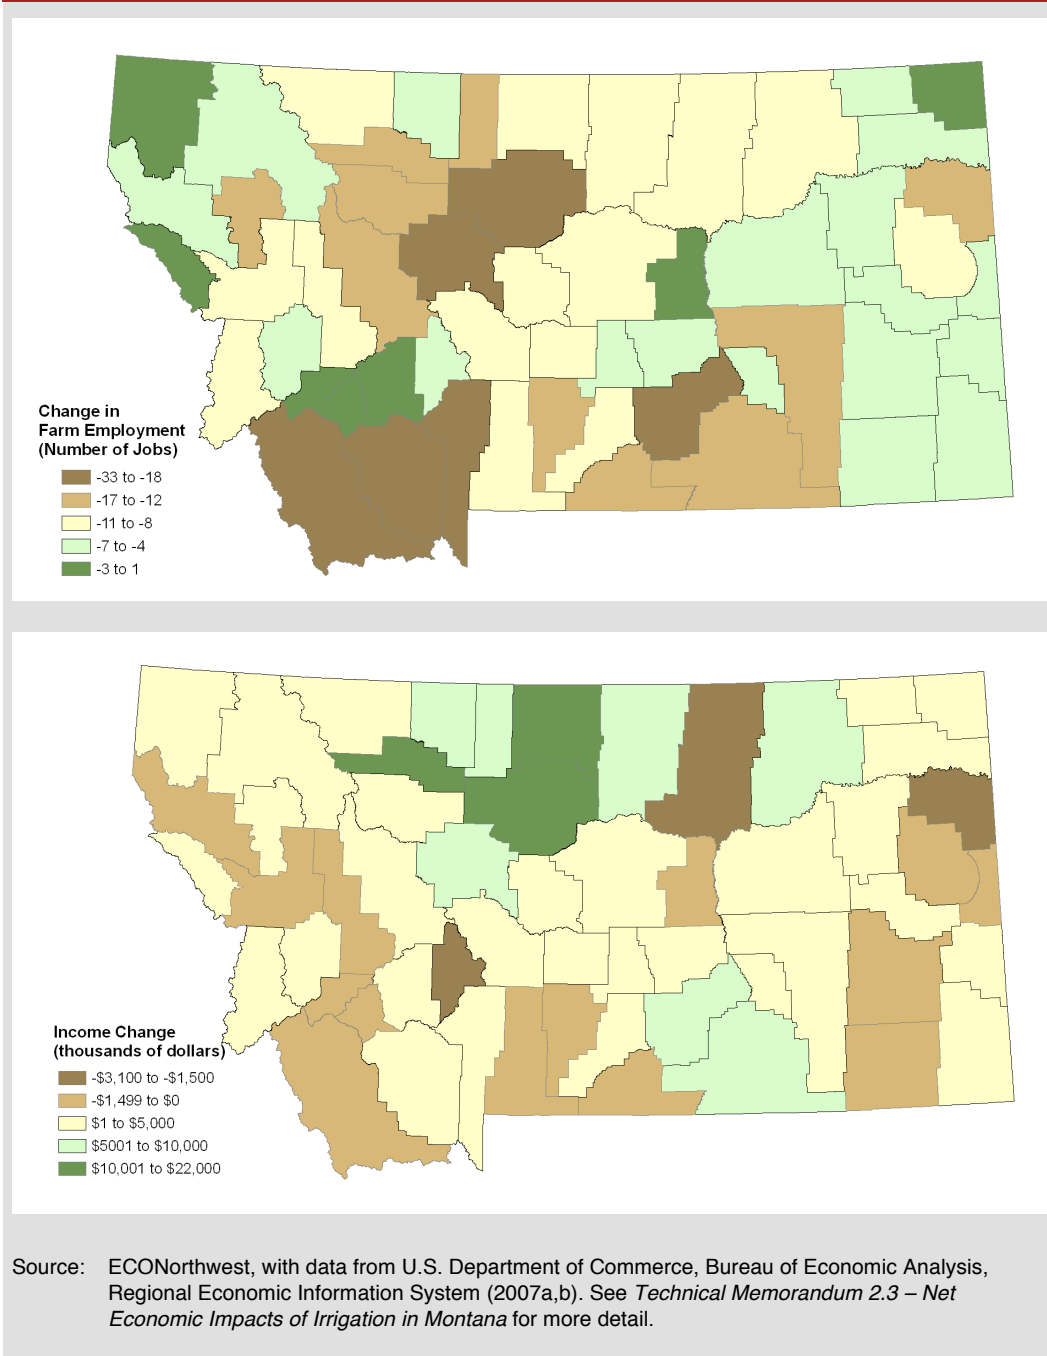 Change in
Farm Employment
(Number of Jobs)
-33 to -18
-17 to -12
-11 to -8
-7 to -4
-3 to 1
Income Change
(thousands of dollars)
-$3,100 to -$1,500
-$1,499 to $0
$1 to $5,000
$5001 to $10,000
$10,001 to $22,000
Source: ECONorthwest, with data from U.S. Department of Commerce, Bureau of Economic Analysis,
Regional Economic Information System (2007a,b). See Technical Memorandum 2.3 – Net
Economic Impacts of Irrigation in Montana for more detail.